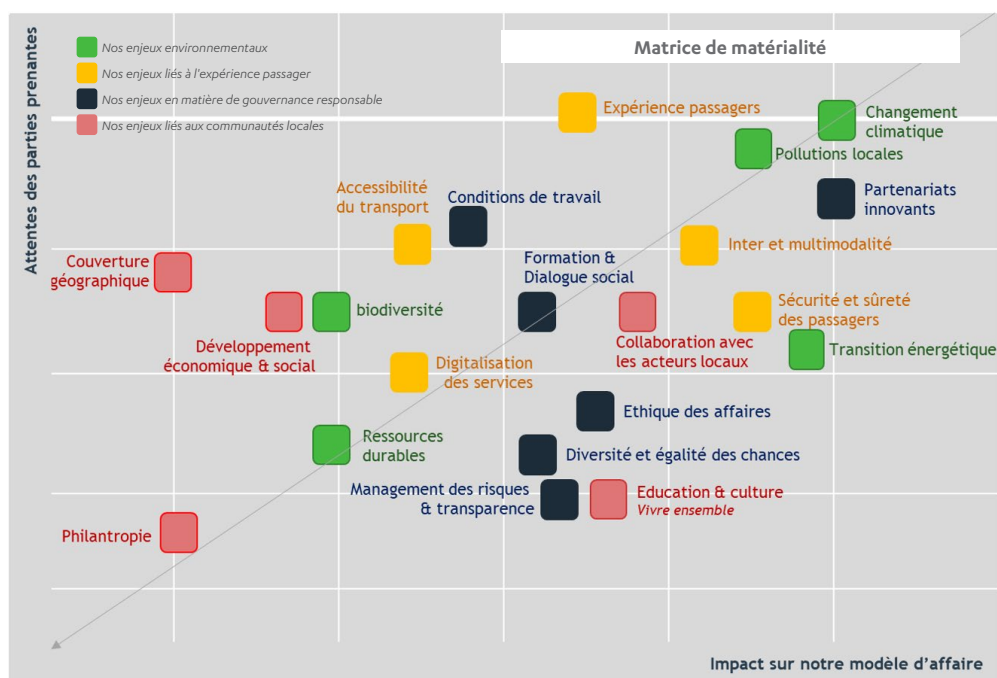 Attentes des parties prenantes
Nos enjeux environnementaux
Nos enjeux liés à l'expérience passager
Nos enjeux en matière de gouvernance responsable
Nos enjeux liés aux communautés locales
Matrice de matérialité
Expérience passagers
Changement
climatique
Pollutions locales
Accessibilité
du transport
Conditions de travail
Partenariats
innovants
Inter et multimodalité
Couverture
géographique
Formation &
Dialogue social
biodiversité
Sécurité et sûreté
des passagers
Développement
économique & social
Collaboration avec
les acteurs locaux
Transition énergétique
Digitalisation
des services
Ethique des affaires
Ressources
durables
Diversité et égalité des chances
Management des risques
& transparence
Education & culture
Vivre ensemble
Philantropie
Impact sur notre modèle d’affaire